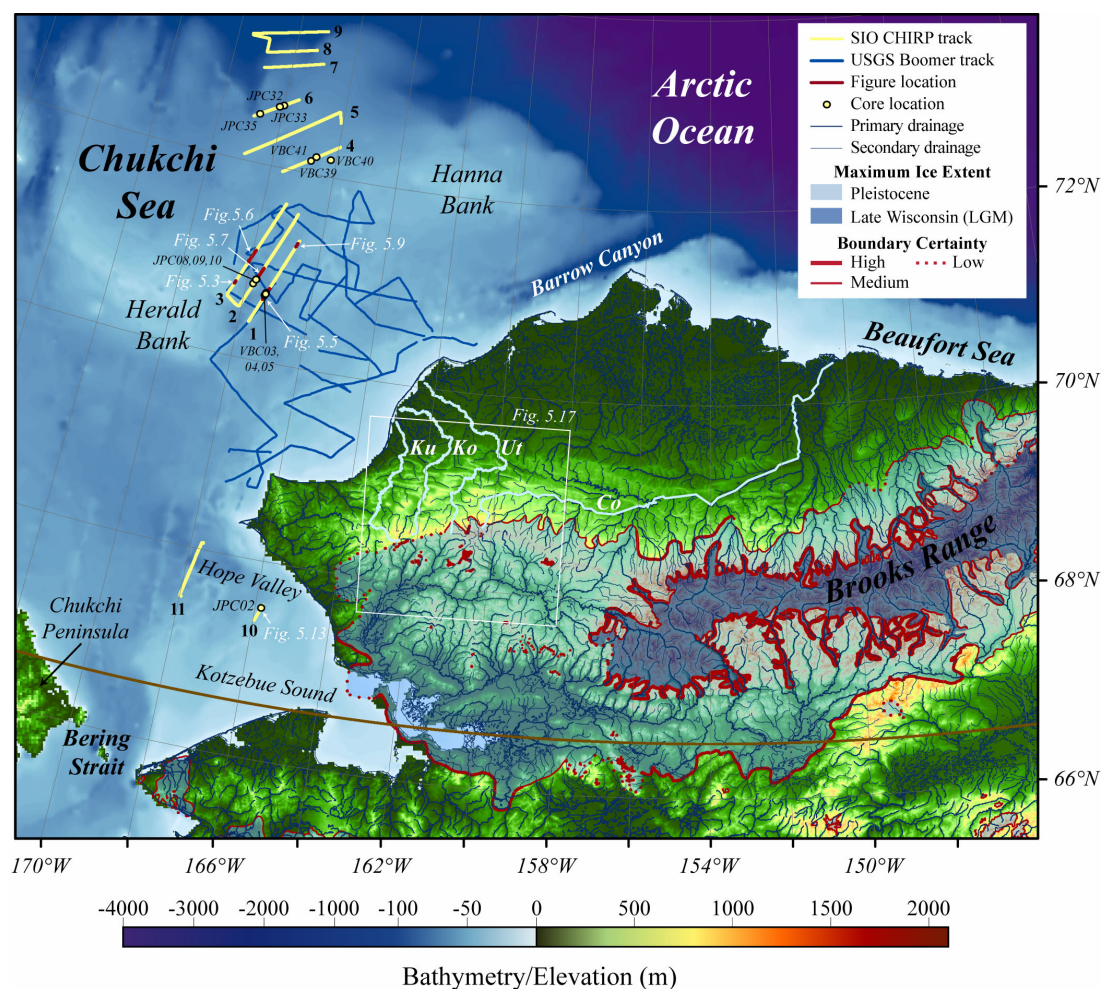 9
8
7
JPC32
6
JPC33
JPC35
5
4
VBC41
VBC40
VBC39
Chukchi
Sea
Hanna
Bank
Arctic
Ocean
SIO CHIRP track
USGS Boomer track
Figure location
Core location
Primary drainage
Secondary drainage
Maximum Ice Extent
Pleistocene
Late Wisconsin (LGM)
Boundary Certainty
High
Low
Medium
72°N
70°N
68°N
66°N
Fig.5.6
Fig. 5.7
Fig. 5.9
JPC08,09,10
Fig. 5.3
3
2
1
Herald
Bank
Fig. 5.5
VBC03,
04,05
Barrow Canyon
Beaufort Sea
Fig. 5.17
Ku
Ko
Ut
Co
Brooks Range
Hope Valley
JPC02
11
10
Fig. 5.13
Chukchi
Peninsula
Kotzebue Sound
Bering
Strait
170°W
166°W
162°W
158°W
154°W
150°W
-4000
-3000
-2000
-1000
-100
-50
0
500
1000
1500
2000
Bathymetry/Elevation (m)